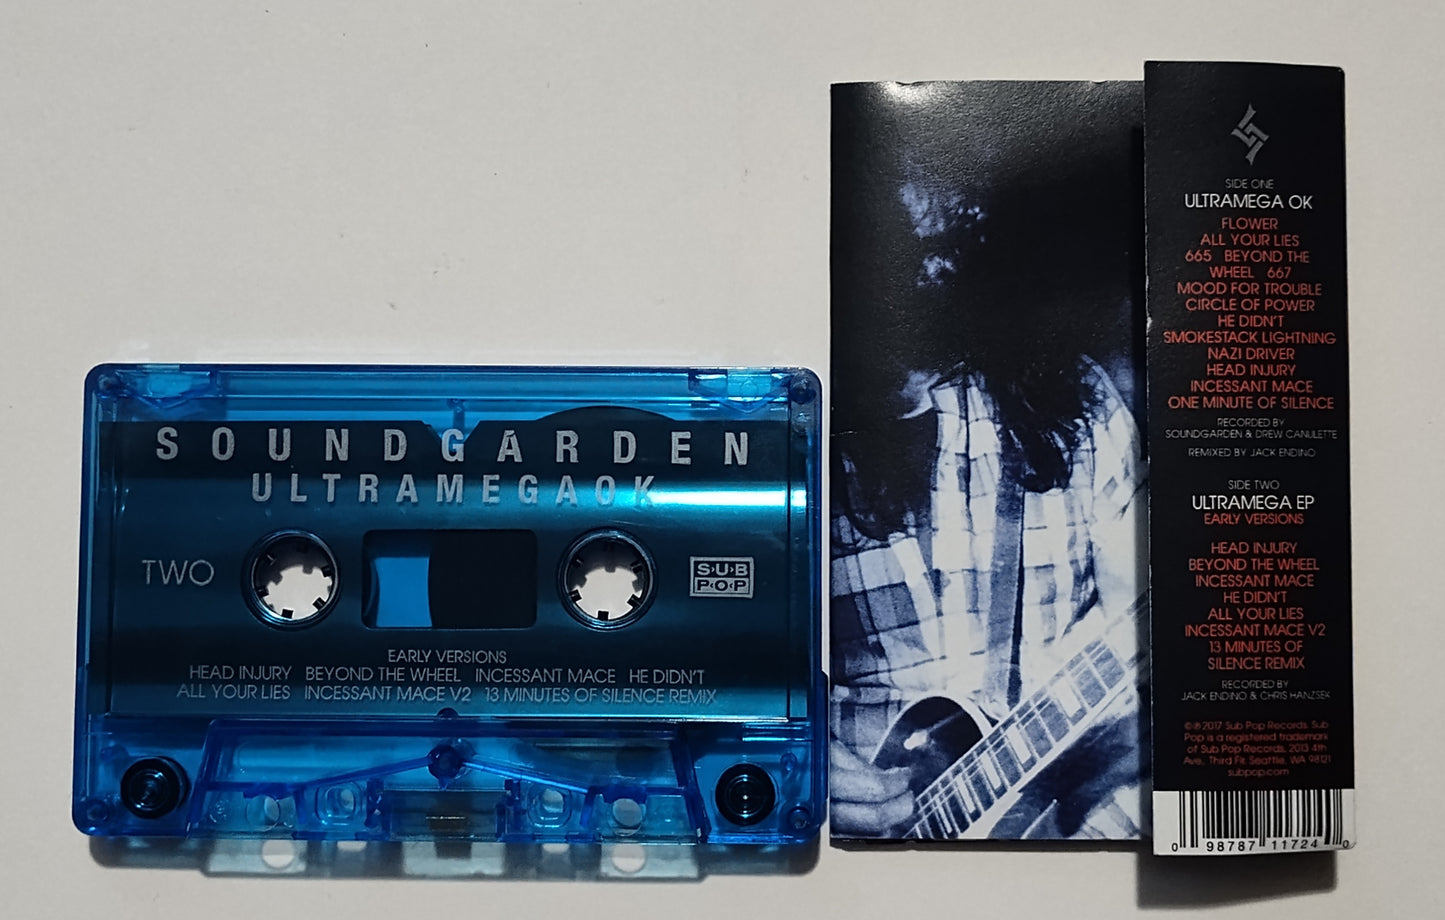 SOUNDGARDEN
ULTRAMEGAOK
TWO
SUB
POP
EARLY VERSIONS
HEAD INJURY BEYOND THE WHEEL INCESSANT MACE HE DIDN'T
ALL YOUR LIES INCESSANT MACE V2 13 MINUTES OF SILENCE REMIX
SIDE ONE
ULTRAMEGA OK
FLOWER
ALL YOUR LIES
665 BEYOND THE
WHEEL 667
MOOD FOR TROUBLE
CIRCLE OF POWER
HE DIDN'T
SMOKESTACK LIGHTNING
NAZI DRIVER
HEAD INJURY
INCESSANT MACE
ONE MINUTE OF SILENCE
RECORDED BY
SOUNDGARDEN & DREW CANULETTE
REMIXED BY JACK ENDINO
SIDE TWO
ULTRAMEGA EP
EARLY VERSIONS
HEAD INJURY
BEYOND THE WHEEL
INCESSANT MACE
HE DIDN'T
ALL YOUR LIES
INCESSANT MACE V2
13 MINUTES OF
SILENCE REMIX
RECORDED BY
JACK ENDINO & CHRIS HANZSEK
©℗2017 Sub Pop Records. Sub
Pop is a registered trademark
of Sub Pop Records, 2013 4th
Ave., Third Flr. Seattle, WA 98121
subpop.com
0 98787 11724 0